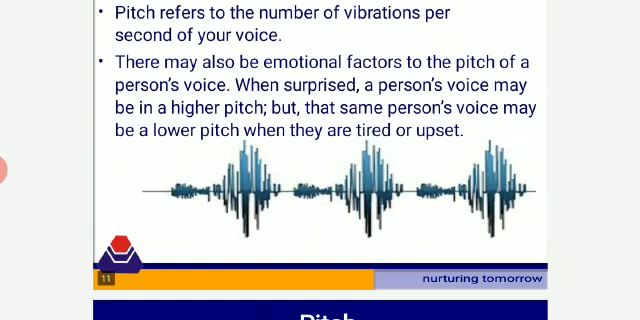 • Pitch refers to the number of vibrations per
second of your voice.
• There may also be emotional factors to the pitch of a
person's voice. When surprised, a person's voice may
be in a higher pitch; but, that same person's voice may
be a lower pitch when they are tired or upset.
11
nurturing tomorrow
Pitch